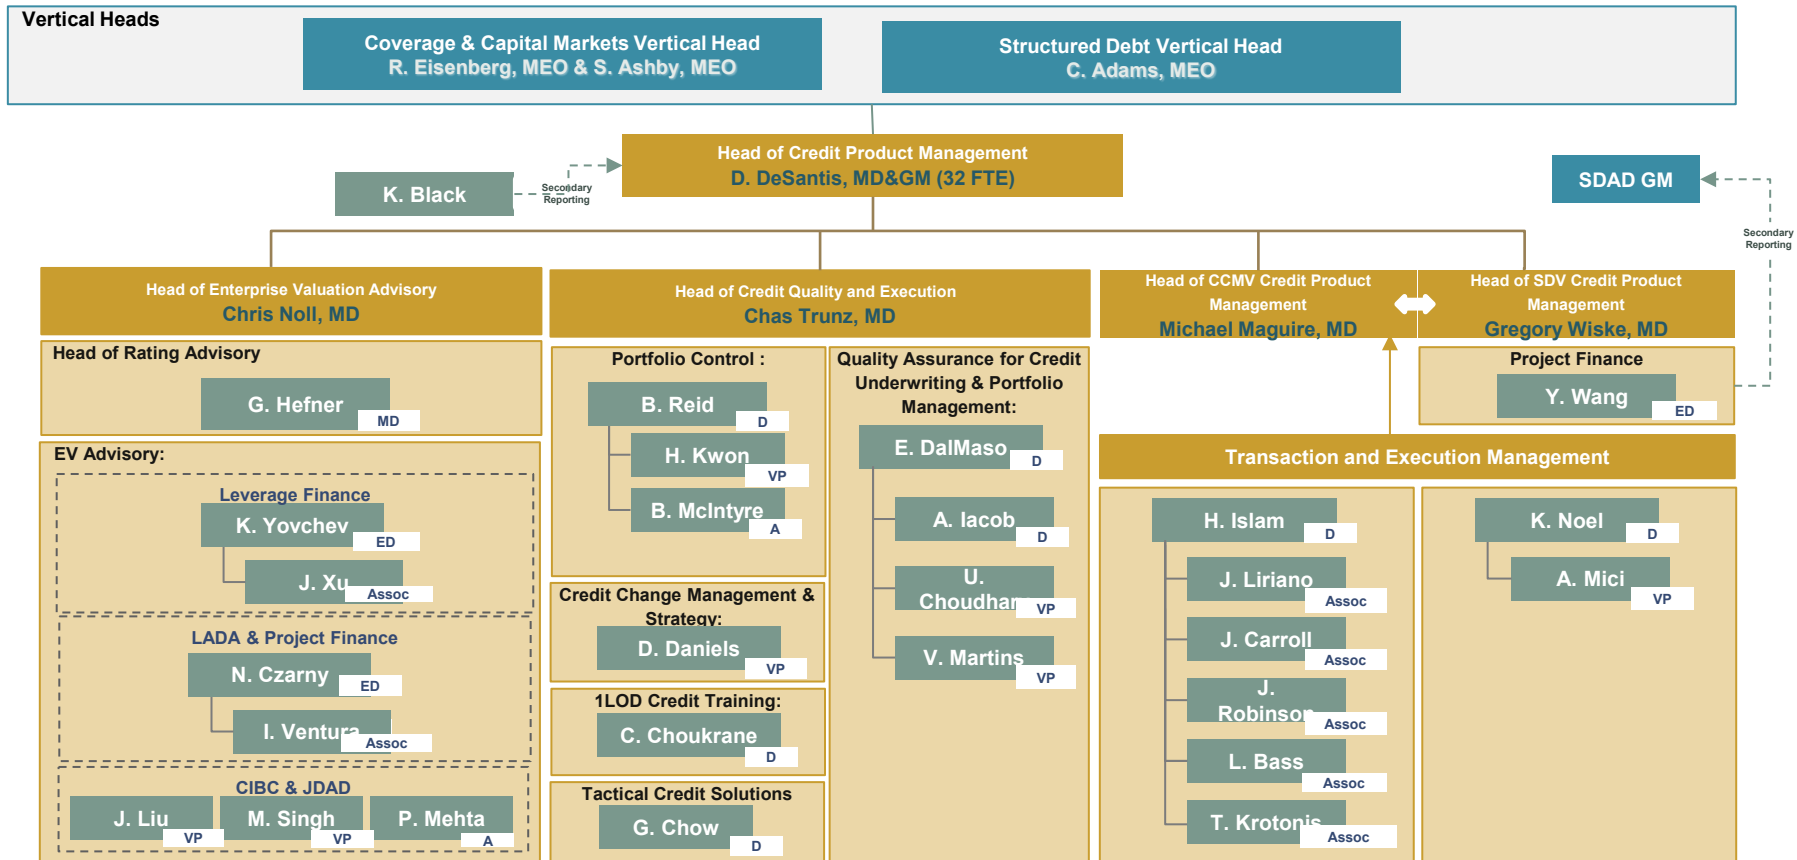 Vertical Heads
Coverage & Capital Markets Vertical Head
R. Eisenberg, MEO & S. Ashby, MEO
Structured Debt Vertical Head
C. Adams, MEO
Head of Credit Product Management
D. DeSantis, MD&GM (32 FTE)
K. Black
Secondary
Reporting
SDAD GM
Secondary
Reporting
Head of Enterprise Valuation Advisory
Chris Noll, MD
Head of Credit Quality and Execution
Chas Trunz, MD
Head of CCMV Credit Product
Management
Michael Maguire, MD
Head of SDV Credit Product
Management
Gregory Wiske, MD
Head of Rating Advisory
G. Hefner
MD
EV Advisory:
Leverage Finance
K. Yovchev
ED
J. Xu
Assoc
LADA & Project Finance
N. Czarny
ED
I. Ventura
Assoc
CIBC & JDAD
J. Liu
VP
M. Singh
VP
P. Mehta
A
Portfolio Control :
B. Reid
D
H. Kwon
VP
B. McIntyre
A
Credit Change Management &
Strategy:
D. Daniels
VP
1LOD Credit Training:
C. Choukrane
D
Tactical Credit Solutions
G. Chow
D
Quality Assurance for Credit
Underwriting & Portfolio
Management:
E. DalMaso
D
A. Iacob
D
U.
Choudhary
VP
V. Martins
VP
Project Finance
Y. Wang
ED
Transaction and Execution Management
H. Islam
D
J. Liriano
Assoc
J. Carroll
Assoc
J.
Robinson
Assoc
L. Bass
Assoc
T. Krotonis
Assoc
K. Noel
D
A. Mici
VP